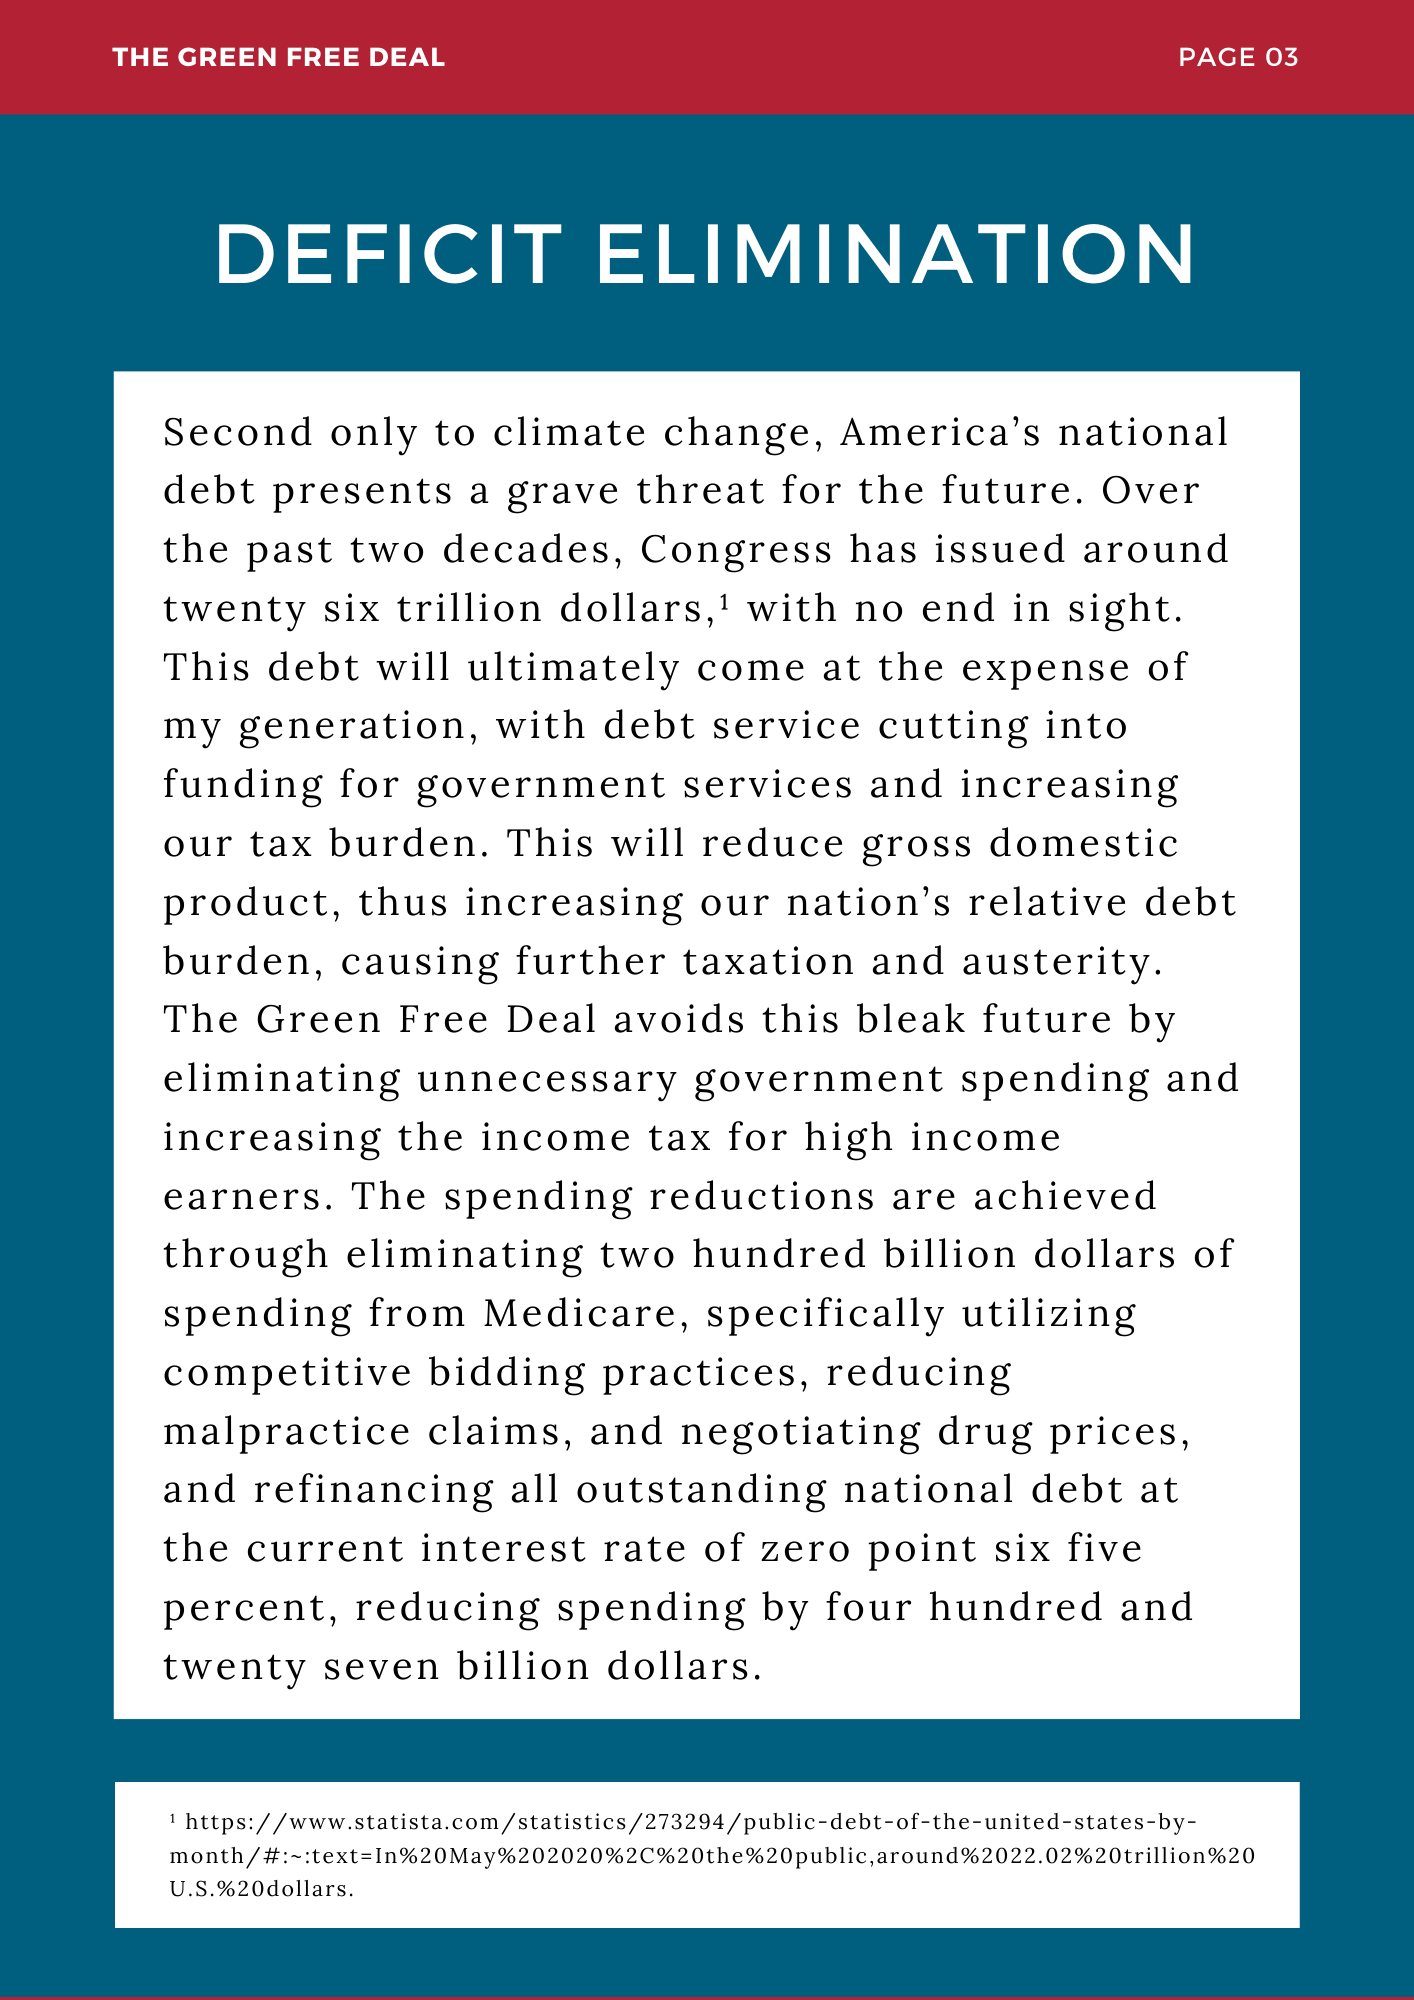 THE GREEN FREE DEAL
PAGE 03
DEFICIT ELIMINATION
Second only to climate change, America’s national
debt presents a grave threat for the future. Over
the past two decades, Congress has issued around
twenty six trillion dollars,¹ with no end in sight.
This debt will ultimately come at the expense of
my generation, with debt service cutting into
funding for government services and increasing
our tax burden. This will reduce gross domestic
product, thus increasing our nation’s relative debt
burden, causing further taxation and austerity.
The Green Free Deal avoids this bleak future by
eliminating unnecessary government spending and
increasing the income tax for high income
earners. The spending reductions are achieved
through eliminating two hundred billion dollars of
spending from Medicare, specifically utilizing
competitive bidding practices, reducing
malpractice claims, and negotiating drug prices,
and refinancing all outstanding national debt at
the current interest rate of zero point six five
percent, reducing spending by four hundred and
twenty seven billion dollars.
¹ https://www.statista.com/statistics/273294/public-debt-of-the-united-states-by-
month/#:~:text=In%20May%202020%2C%20the%20public,around%2022.02%20trillion%20
U.S.%20dollars.